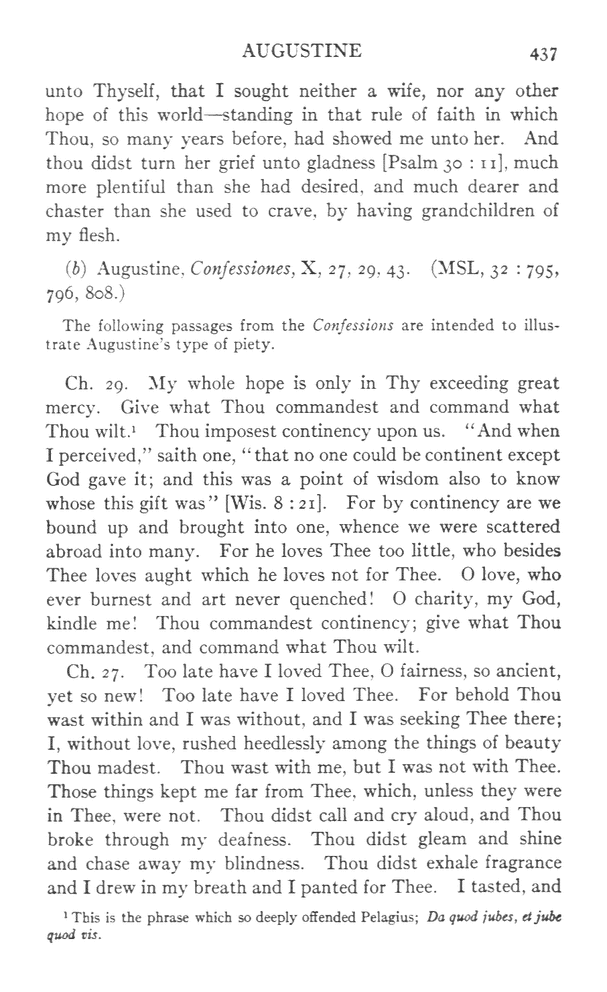 AUGUSTINE 437
unto Thyself, that I sought neither a wife, nor any other
hope of this world—standing in that rule of faith in which
Thou, so many years before, had showed me unto her. And
thou didst turn her grief unto gladness [Psalm 30 : 11], much
more plentiful than she had desired, and much dearer and
chaster than she used to crave, by having grandchildren of
my flesh.
(b) Augustine, Confessiones, X, 27, 29, 43. (MSL, 32 : 795,
796, 808.)
The following passages from the Confessions are intended to illus-
trate Augustine's type of piety.
Ch. 29. My whole hope is only in Thy exceeding great
mercy. Give what Thou commandest and command what
Thou wilt.¹ Thou imposest continency upon us. "And when
I perceived," saith one, "that no one could be continent except
God gave it; and this was a point of wisdom also to know
whose this gift was" [Wis. 8 : 21]. For by continency are we
bound up and brought into one, whence we were scattered
abroad into many. For he loves Thee too little, who besides
Thee loves aught which he loves not for Thee. O love, who
ever burnest and art never quenched! O charity, my God,
kindle me! Thou commandest continency; give what Thou
commandest, and command what Thou wilt.
Ch. 27. Too late have I loved Thee, O fairness, so ancient,
yet so new! Too late have I loved Thee. For behold Thou
wast within and I was without, and I was seeking Thee there;
I, without love, rushed heedlessly among the things of beauty
Thou madest. Thou wast with me, but I was not with Thee.
Those things kept me far from Thee, which, unless they were
in Thee, were not. Thou didst call and cry aloud, and Thou
broke through my deafness. Thou didst gleam and shine
and chase away my blindness. Thou didst exhale fragrance
and I drew in my breath and I panted for Thee. I tasted, and
¹ This is the phrase which so deeply offended Pelagius; Da quod jubes, et jube
quod vis.